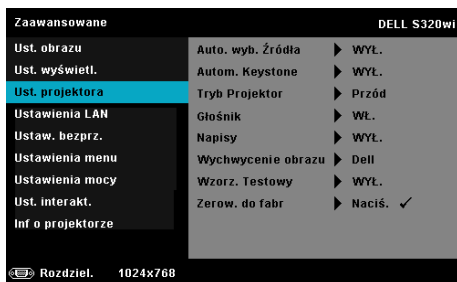 Zaawansowane DELL S320wi
Ust. obrazu
Ust. wyświetl.
Ust. projektora
Ustawienia LAN
Ustaw. bezprz.
Ustawienia menu
Ustawienia mocy
Ust. interakt.
Inf o projektorze
Auto. wyb. Źródła WYŁ.
Autom. Keystone WYŁ.
Tryb Projektor Przód
Głośnik WŁ.
Napisy WYŁ.
Wychwycenie obrazu Dell
Wzorz. Testowy WYŁ.
Zerow. do fabr Naciś. ✓
Rozdziel. 1024x768